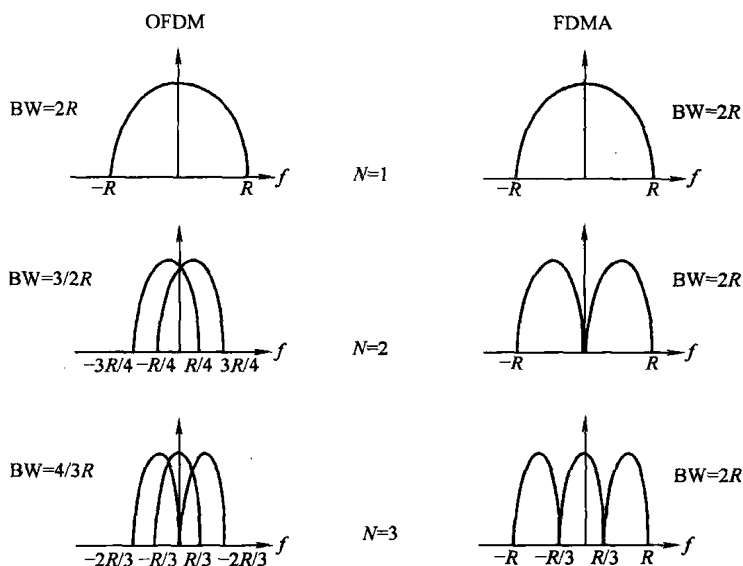 OFDM
FDMA
BW=2R
BW=2R
−R
R
f
N=1
−R
R
f
BW=3/2R
BW=2R
−3R/4
−R/4
R/4
3R/4
f
N=2
−R
R
f
BW=4/3R
BW=2R
−2R/3
−R/3
R/3
−2R/3
f
N=3
−R
−R/3
R/3
R
f